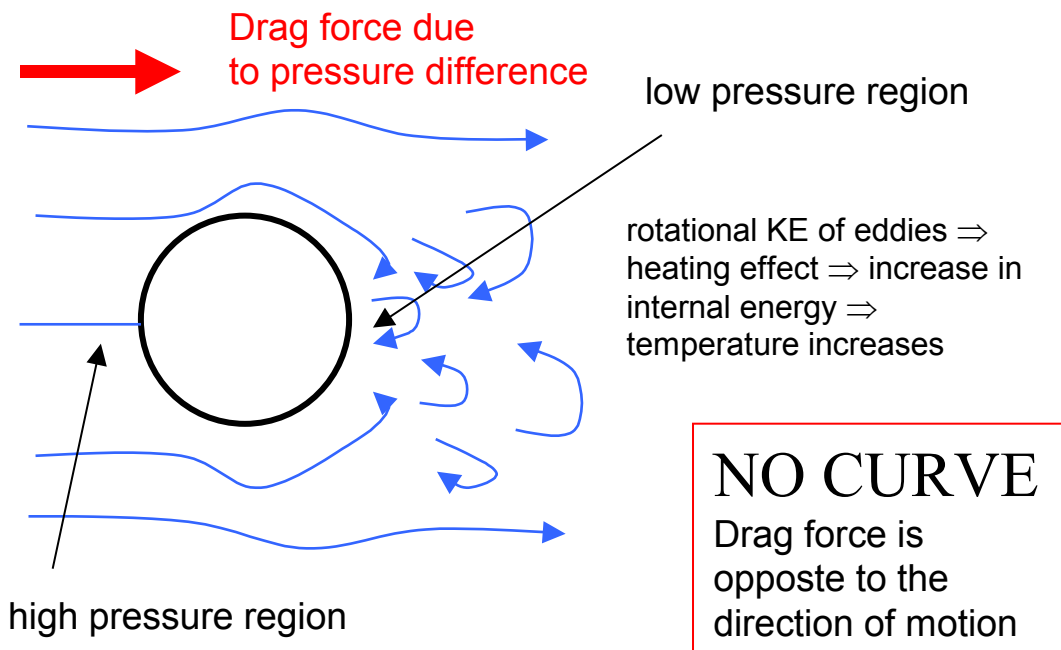 Drag force due
to pressure difference
low pressure region
rotational KE of eddies ⇒
heating effect ⇒ increase in
internal energy ⇒
temperature increases
NO CURVE
Drag force is
opposte to the
direction of motion
high pressure region